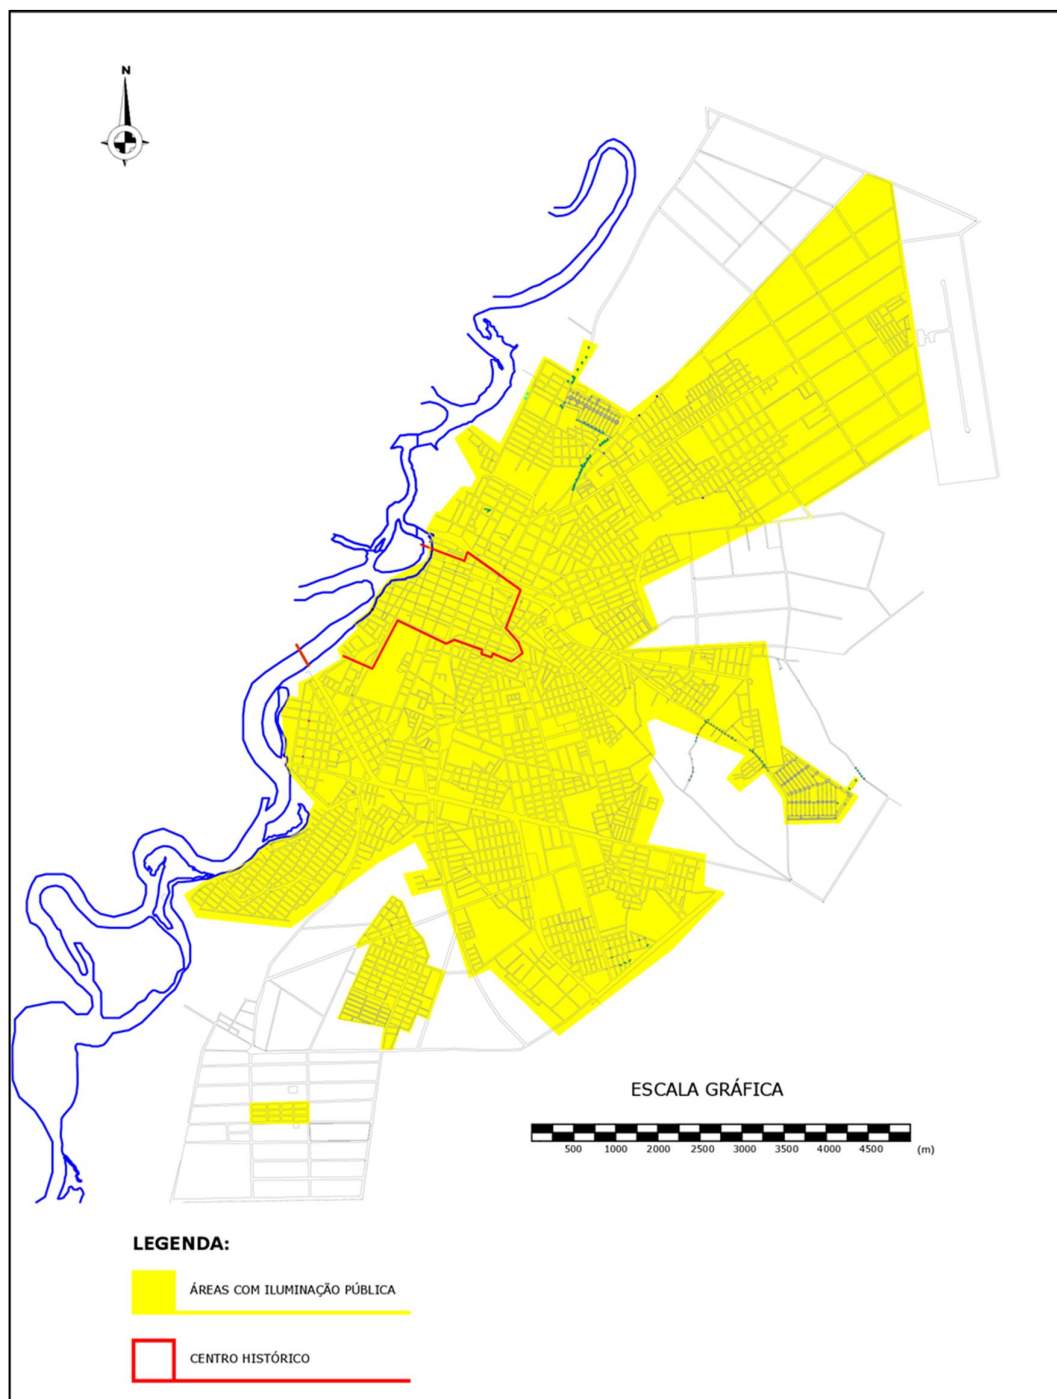 N
ESCALA GRÁFICA
500 1000 2000 2500 3000 3500 4000 4500 (m)
LEGENDA:
ÁREAS COM ILUMINAÇÃO PÚBLICA
CENTRO HISTÓRICO